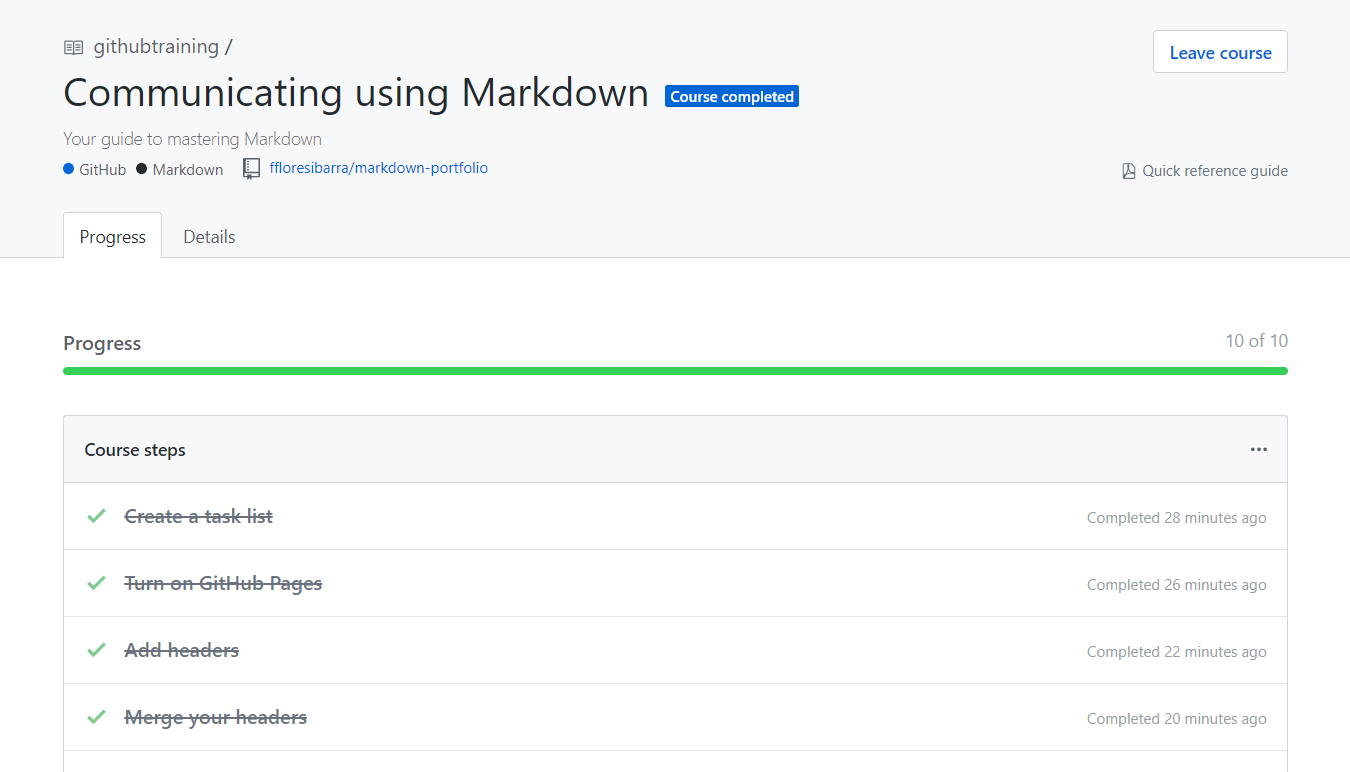 githubtraining /
Leave course
Communicating using Markdown Course completed
Your guide to mastering Markdown
GitHub Markdown ffloresibarra/markdown-portfolio
Quick reference guide
Progress Details
Progress 10 of 10
Course steps
Create a task list Completed 28 minutes ago
Turn on GitHub Pages Completed 26 minutes ago
Add headers Completed 22 minutes ago
Merge your headers Completed 20 minutes ago